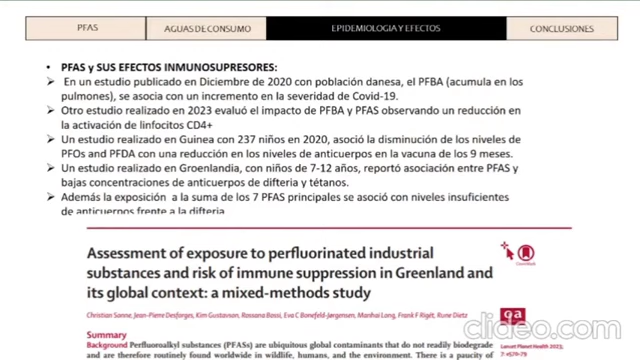 PFAS
AGUAS DE CONSUMO
EPIDEMIOLOGIA Y EFECTOS
CONCLUSIONES
• PFAS y SUS EFECTOS INMUNOSUPRESORES:
➢ En un estudio publicado en Diciembre de 2020 con población danesa, el PFBA (acumula en los
pulmones), se asocia con un incremento en la severidad de Covid-19.
➢ Otro estudio realizado en 2023 evaluó el impacto de PFBA y PFAS observando un reducción en
la activación de linfocitos CD4+
➢ Un estudio realizado en Guinea con 237 niños en 2020, asoció la disminución de los niveles de
PFOs and PFDA con una reducción en los niveles de anticuerpos en la vacuna de los 9 meses.
➢ Un estudio realizado en Groenlandia, con niños de 7-12 años, reportó asociación entre PFAS y
bajas concentraciones de anticuerpos de difteria y tétanos.
➢ Además la exposición a la suma de los 7 PFAS principales se asoció con niveles insuficientes
de anticuerpos frente a la difteria
Assessment of exposure to perfluorinated industrial
substances and risk of immune suppression in Greenland and
its global context: a mixed-methods study
CrossMark
Christian Sonne, Jean-Pierre Desforges, Kim Gustavson, Rossana Bossi, Eva C Bonefeld-Jørgensen, Manhai Long, Frank F Rigét, Rune Dietz
Summary
Background Perfluoroalkyl substances (PFASs) are ubiquitous global contaminants that do not readily biodegrade
and are therefore routinely found worldwide in wildlife, humans, and the environment. There is a paucity of
Lancet Planet Health 2023;
7: e570-79
clideo.com